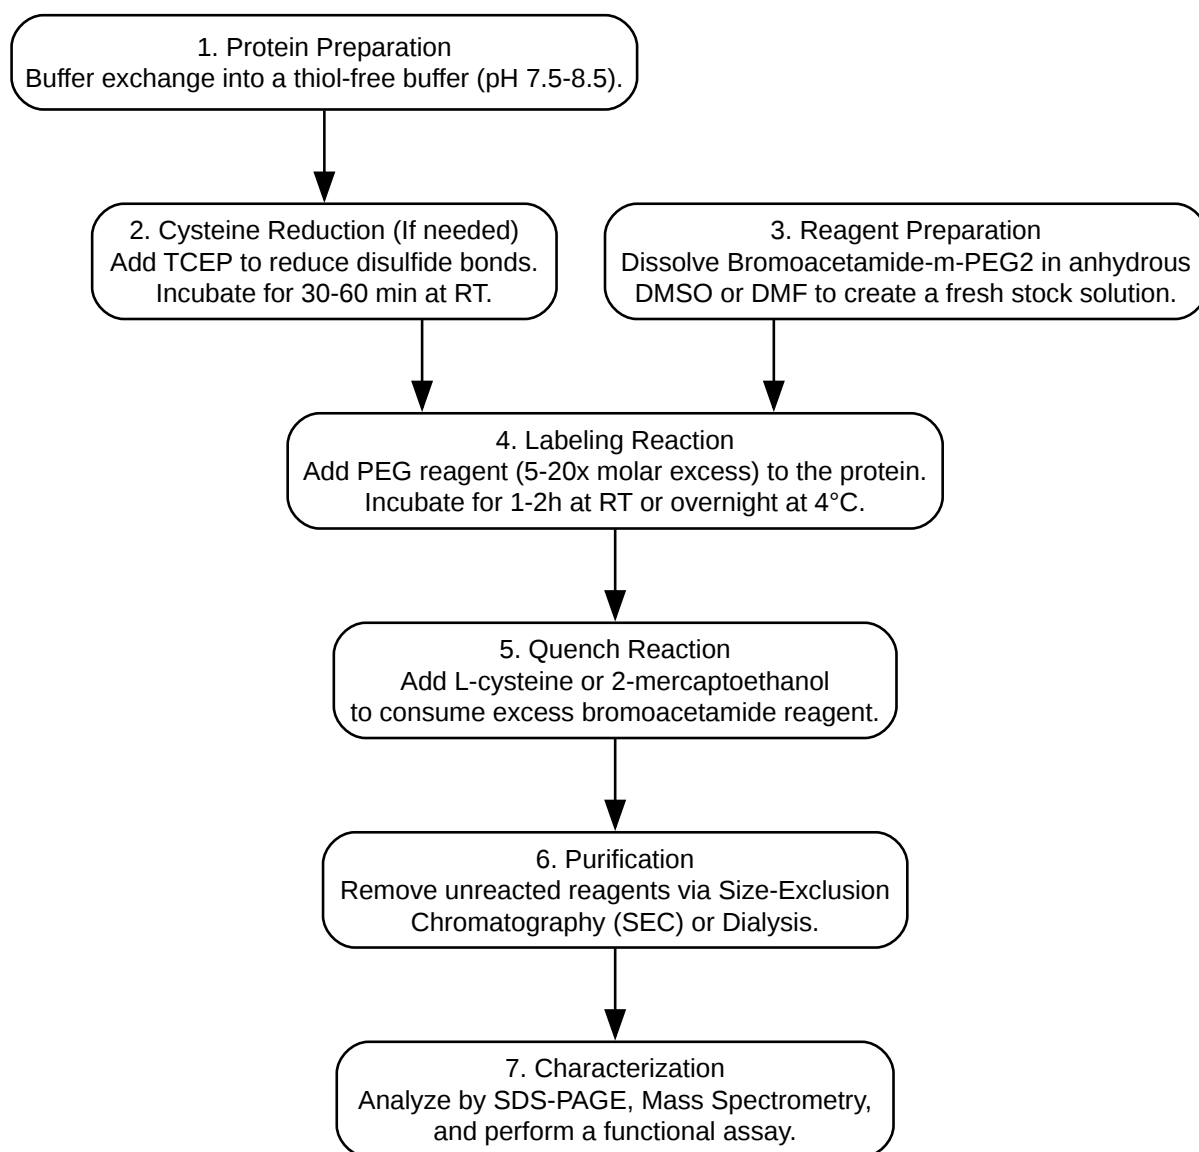 1. Protein Preparation
Buffer exchange into a thiol-free buffer (pH 7.5-8.5).
2. Cysteine Reduction (If needed)
Add TCEP to reduce disulfide bonds.
Incubate for 30-60 min at RT.
3. Reagent Preparation
Dissolve Bromoacetamide-m-PEG2 in anhydrous
DMSO or DMF to create a fresh stock solution.
4. Labeling Reaction
Add PEG reagent (5-20x molar excess) to the protein.
Incubate for 1-2h at RT or overnight at 4°C.
5. Quench Reaction
Add L-cysteine or 2-mercaptoethanol
to consume excess bromoacetamide reagent.
6. Purification
Remove unreacted reagents via Size-Exclusion
Chromatography (SEC) or Dialysis.
7. Characterization
Analyze by SDS-PAGE, Mass Spectrometry,
and perform a functional assay.